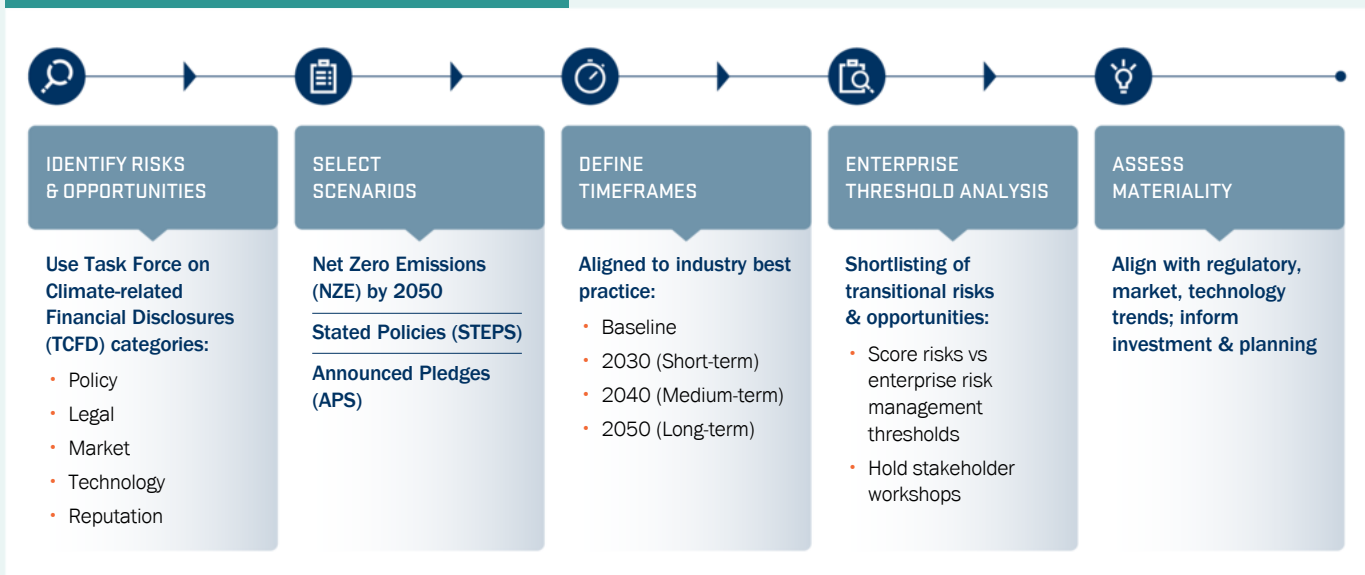 IDENTIFY RISKS
& OPPORTUNITIES
Use Task Force on
Climate-related
Financial Disclosures
(TCFD) categories:
• Policy
• Legal
• Market
• Technology
• Reputation
SELECT
SCENARIOS
Net Zero Emissions
(NZE) by 2050
Stated Policies (STEPS)
Announced Pledges
(APS)
DEFINE
TIMEFRAMES
Aligned to industry best
practice:
• Baseline
• 2030 (Short-term)
• 2040 (Medium-term)
• 2050 (Long-term)
ENTERPRISE
THRESHOLD ANALYSIS
Shortlisting of
transitional risks
& opportunities:
• Score risks vs
enterprise risk
management
thresholds
• Hold stakeholder
workshops
ASSESS
MATERIALITY
Align with regulatory,
market, technology
trends; inform
investment & planning